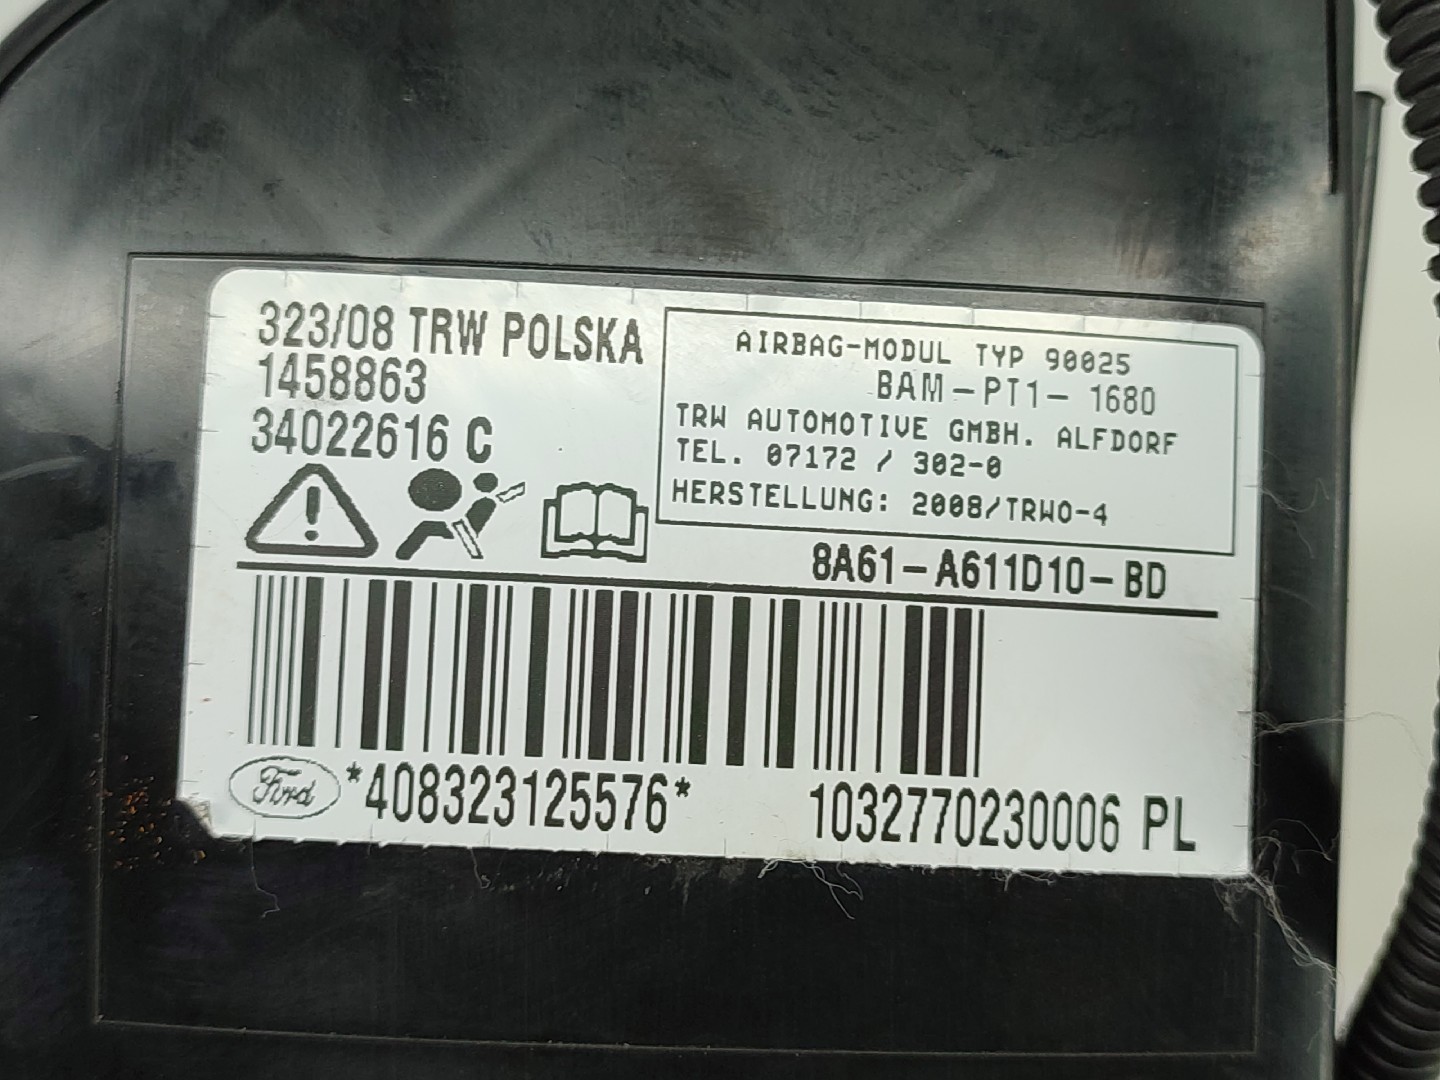 323/08 TRW POLSKA
1458863
34022616 C
AIRBAG-MODUL TYP 90025
BAM-PT1- 1680
TRW AUTOMOTIVE GMBH. ALFDORF
TEL. 07172 / 302-0
HERSTELLUNG: 2008/TRWO-4
8A61-A611D10-BD
Ford *408323125576* 1032770230006 PL